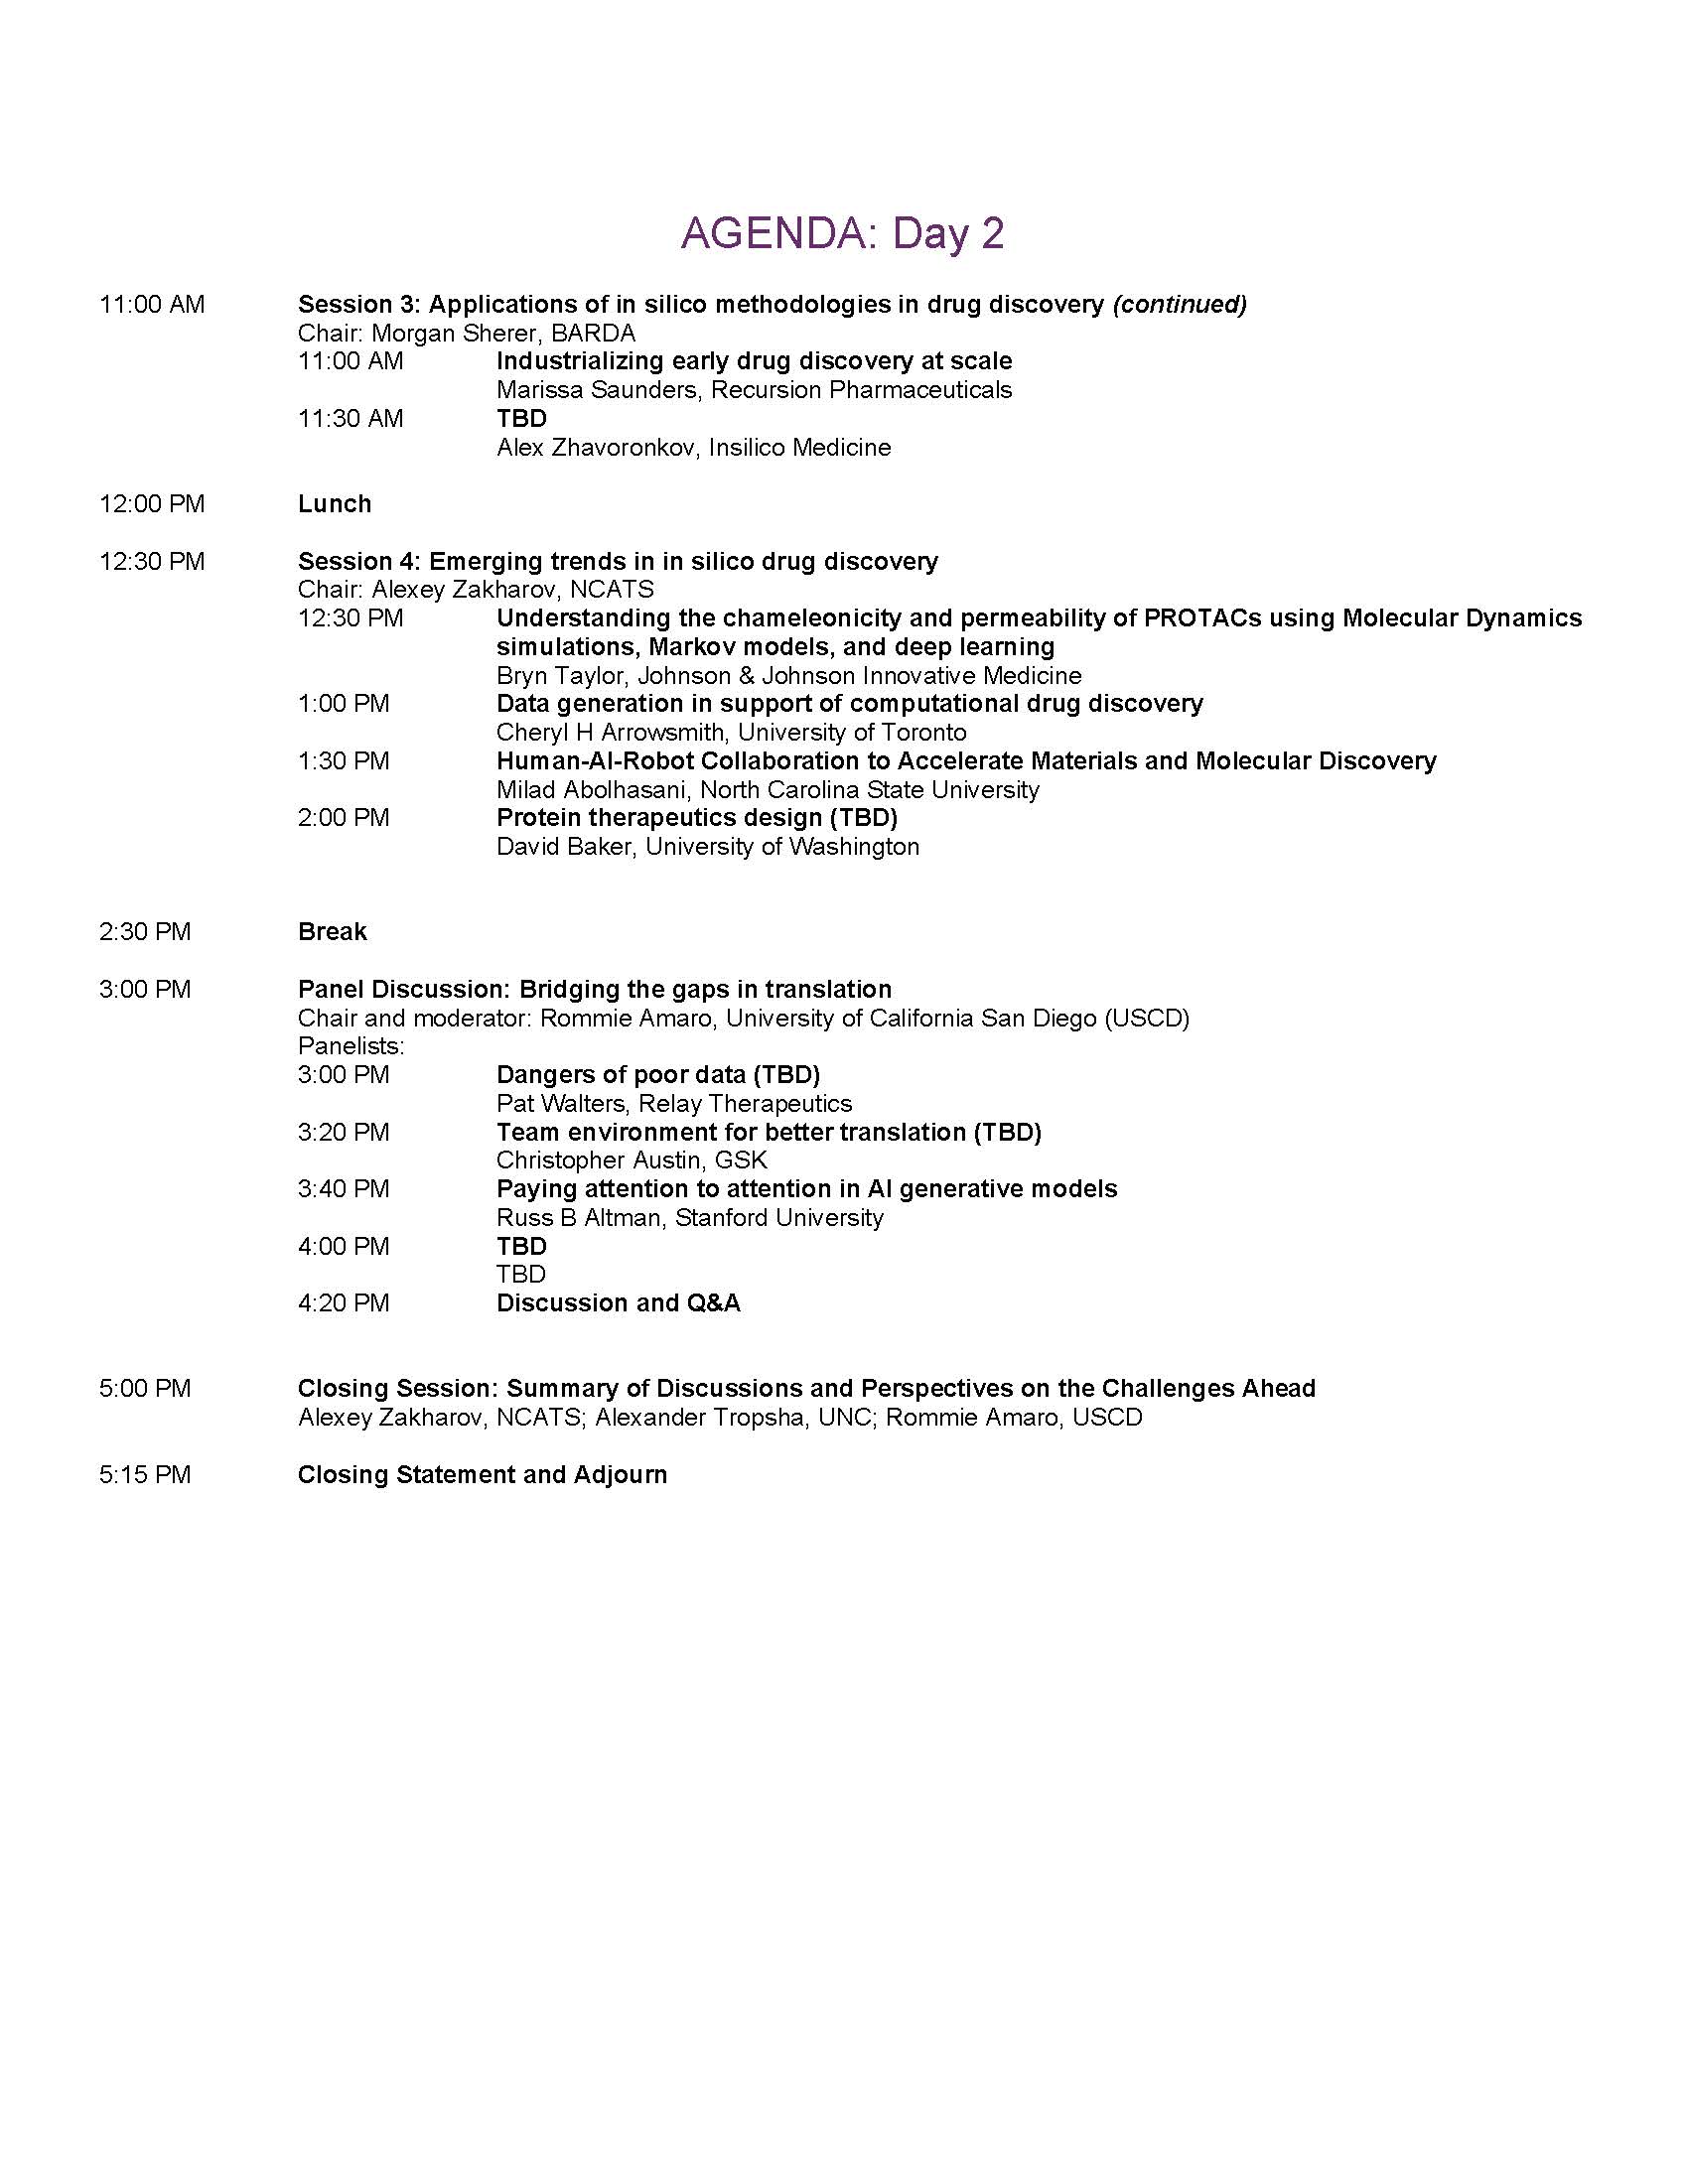 AGENDA: Day 2
11:00 AM Session 3: Applications of in silico methodologies in drug discovery (continued)
Chair: Morgan Sherer, BARDA
11:00 AM Industrializing early drug discovery at scale
Marissa Saunders, Recursion Pharmaceuticals
11:30 AM TBD
Alex Zhavoronkov, Insilico Medicine
12:00 PM Lunch
12:30 PM Session 4: Emerging trends in in silico drug discovery
Chair: Alexey Zakharov, NCATS
12:30 PM Understanding the chameleonicity and permeability of PROTACs using Molecular Dynamics
simulations, Markov models, and deep learning
Bryn Taylor, Johnson & Johnson Innovative Medicine
1:00 PM Data generation in support of computational drug discovery
Cheryl H Arrowsmith, University of Toronto
1:30 PM Human-AI-Robot Collaboration to Accelerate Materials and Molecular Discovery
Milad Abolhasani, North Carolina State University
2:00 PM Protein therapeutics design (TBD)
David Baker, University of Washington
2:30 PM Break
3:00 PM Panel Discussion: Bridging the gaps in translation
Chair and moderator: Rommie Amaro, University of California San Diego (USCD)
Panelists:
3:00 PM Dangers of poor data (TBD)
Pat Walters, Relay Therapeutics
3:20 PM Team environment for better translation (TBD)
Christopher Austin, GSK
3:40 PM Paying attention to attention in AI generative models
Russ B Altman, Stanford University
4:00 PM TBD
TBD
4:20 PM Discussion and Q&A
5:00 PM Closing Session: Summary of Discussions and Perspectives on the Challenges Ahead
Alexey Zakharov, NCATS; Alexander Tropsha, UNC; Rommie Amaro, USCD
5:15 PM Closing Statement and Adjourn